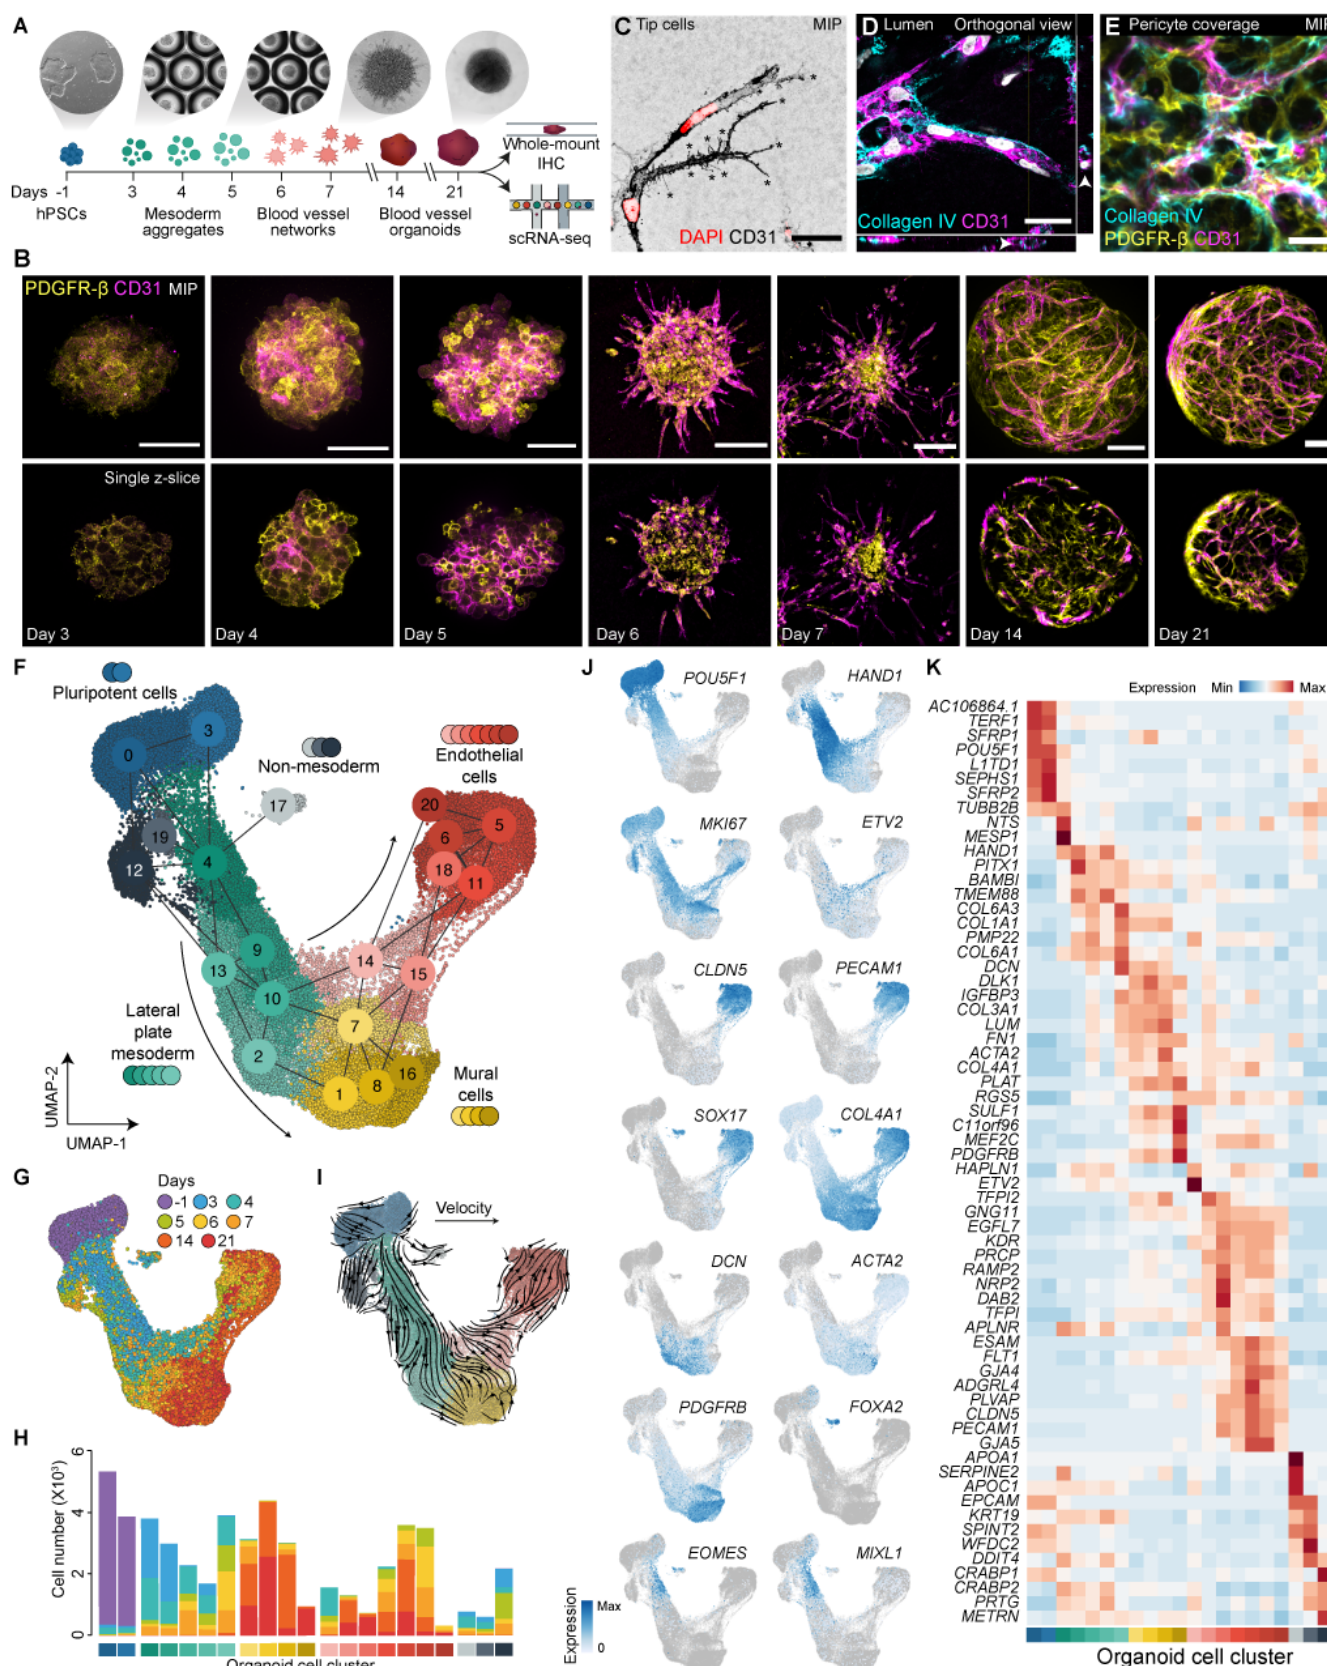 A
Days -1 3 4 5 6 7 14 21
hPSCs
Mesoderm
aggregates
Blood vessel
networks
Blood vessel
organoids
Whole-mount
IHC
scRNA-seq
C Tip cells MIP
DAPI CD31
D Lumen Orthogonal view
Collagen IV CD31
E Pericyte coverage MIP
Collagen IV
PDGFR-β CD31
B
PDGFR-β CD31 MIP
Single z-slice
Day 3
Day 4
Day 5
Day 6
Day 7
Day 14
Day 21
F
Pluripotent cells
Non-mesoderm
Endothelial
cells
Lateral
plate
mesoderm
Mural
cells
0
3
17
19
12
4
20
5
6
18
11
9
13
14
15
10
7
2
16
8
1
UMAP-2
UMAP-1
G
Days
-1 3 4
5 6 7
14 21
I
Velocity
H
Cell number (X10³)
6
4
2
0
Organoid cell cluster
J
POU5F1
HAND1
MKI67
ETV2
CLDN5
PECAM1
SOX17
COL4A1
DCN
ACTA2
PDGFRB
FOXA2
EOMES
MIXL1
Expression
Max
0
K
Expression Min Max
AC106864.1
TERF1
SFRP1
POU5F1
L1TD1
SEPHS1
SFRP2
TUBB2B
NTS
MESP1
HAND1
PITX1
BAMBI
TMEM88
COL6A3
COL1A1
PMP22
COL6A1
DCN
DLK1
IGFBP3
COL3A1
LUM
FN1
ACTA2
COL4A1
PLAT
RGS5
SULF1
C11orf96
MEF2C
PDGFRB
HAPLN1
ETV2
TFPI2
GNG11
EGFL7
KDR
PRCP
RAMP2
NRP2
DAB2
TFPI
APLNR
ESAM
FLT1
GJA4
ADGRL4
PLVAP
CLDN5
PECAM1
GJA5
APOA1
SERPINE2
APOC1
EPCAM
KRT19
SPINT2
WFDC2
DDIT4
CRABP1
CRABP2
PRTG
METRN
Organoid cell cluster